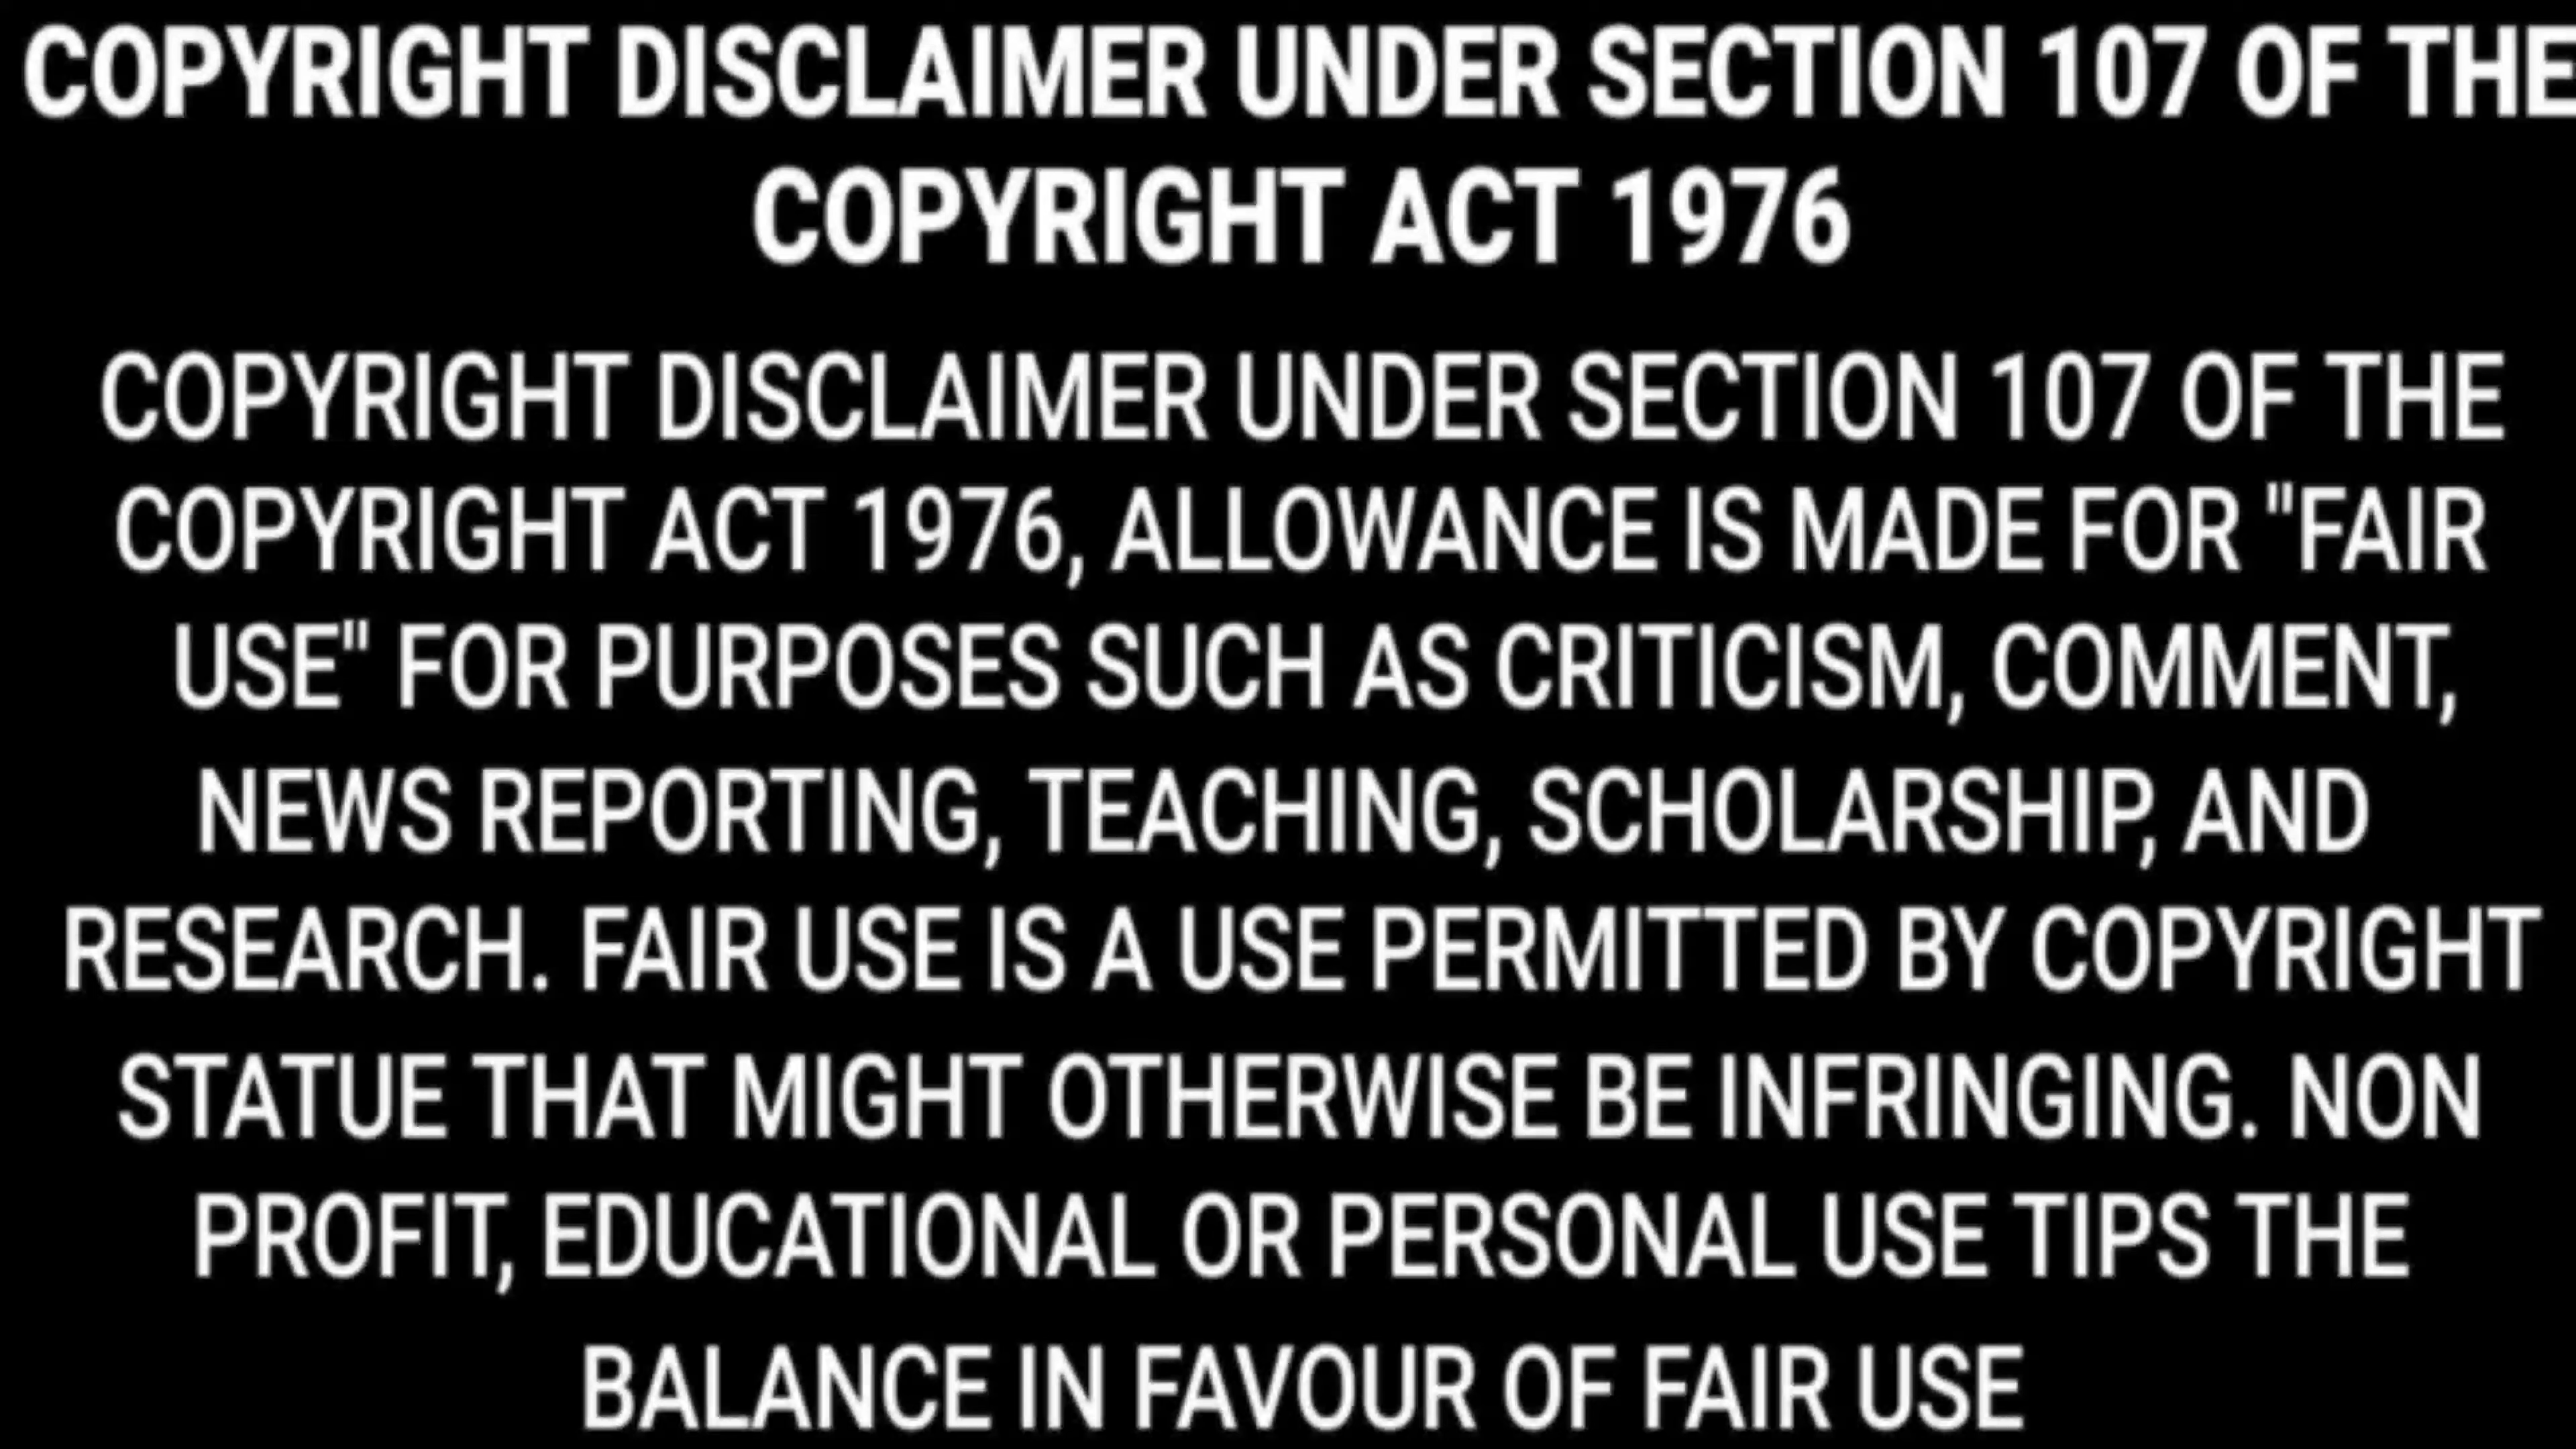 COPYRIGHT DISCLAIMER UNDER SECTION 107 OF THE
COPYRIGHT ACT 1976
COPYRIGHT DISCLAIMER UNDER SECTION 107 OF THE
COPYRIGHT ACT 1976, ALLOWANCE IS MADE FOR "FAIR
USE" FOR PURPOSES SUCH AS CRITICISM, COMMENT,
NEWS REPORTING, TEACHING, SCHOLARSHIP, AND
RESEARCH. FAIR USE IS A USE PERMITTED BY COPYRIGHT
STATUE THAT MIGHT OTHERWISE BE INFRINGING. NON
PROFIT, EDUCATIONAL OR PERSONAL USE TIPS THE
BALANCE IN FAVOUR OF FAIR USE